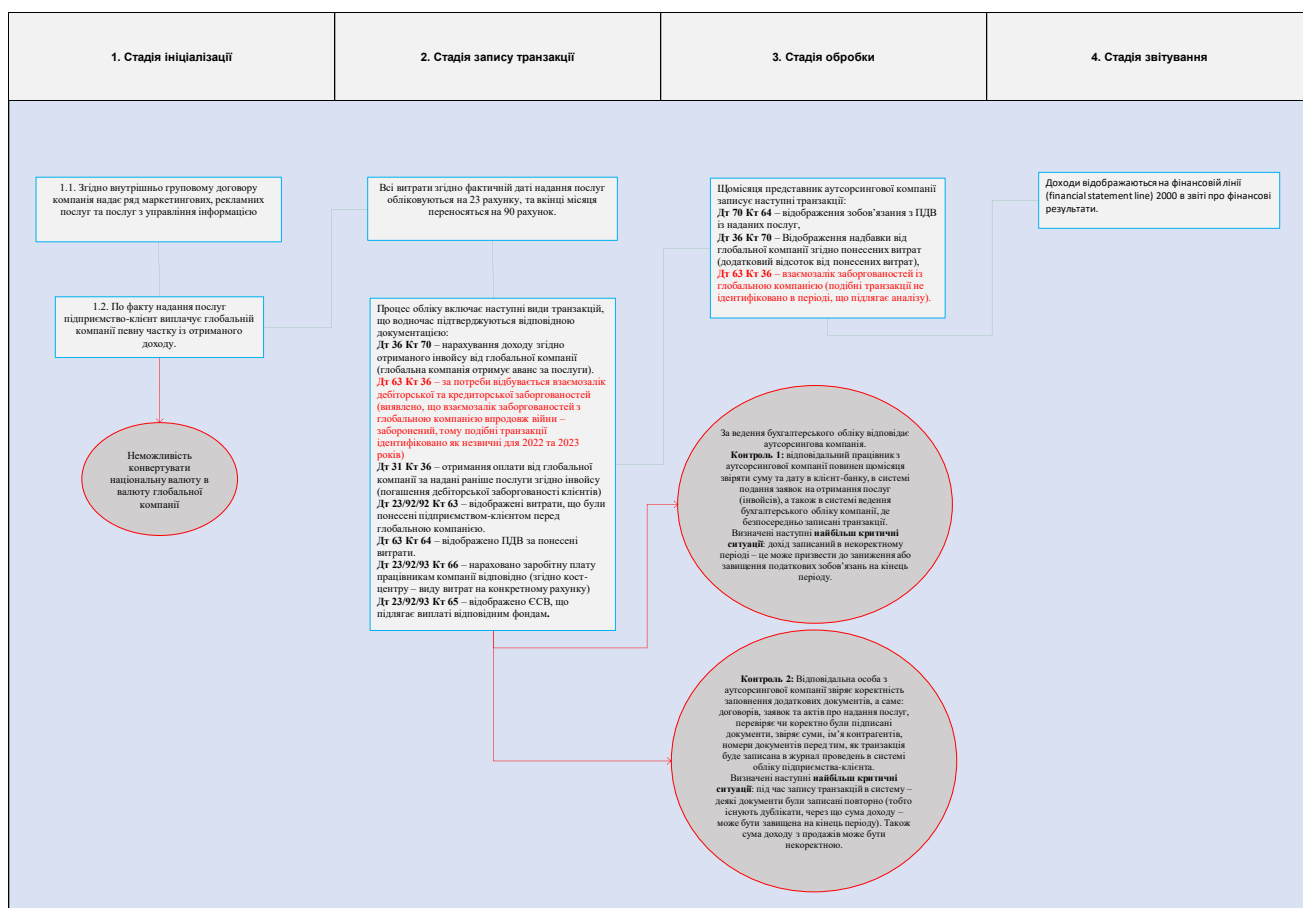 1. Стадія ініціалізації
2. Стадія запису транзакції
3. Стадія обробки
4. Стадія звітування
1.1. Згідно внутрішньо групового договору
компанія надає ряд маркетингових, рекламних
послуг та послуг з управління інформацією
1.2. По факту надання послуг
підприємство-клієнт виплачує глобальній
компанії певну частку із отриманого
доходу.
Неможливість
конвертувати
національну валюту в
валюту глобальної
компанії
Всі витрати згідно фактичній даті надання послуг
обліковуються на 23 рахунку, та вкінці місяця
переносяться на 90 рахунок.
Процес обліку включає наступні види транзакцій,
що водночас підтверджуються відповідною
документацією:
Дт 36 Кт 70 – нарахування доходу згідно
отриманого інвойсу від глобальної компанії
(глобальна компанія отримує аванс за послуги).
Дт 63 Кт 36 – за потреби відбувається взаємозалік
дебіторської та кредиторської заборгованостей
(виявлено, що взаємозалік заборгованостей з
глобальною компанією впродовж війни –
заборонений, тому подібні транзакції
ідентифіковано як незвичні для 2022 та 2023
років)
Дт 31 Кт 36 – отримання оплати від глобальної
компанії за надані раніше послуги згідно інвойсу
(погашення дебіторської заборгованості клієнтів)
Дт 23/92/92 Кт 63 – відображені витрати, що були
понесені підприємством-клієнтом перед
глобальною компанією.
Дт 63 Кт 64 – відображено ПДВ за понесені
витрати.
Дт 23/92/93 Кт 66 – нараховано заробітну плату
працівникам компанії відповідно (згідно кост-
центру – виду витрат на конкретному рахунку)
Дт 23/92/93 Кт 65 – відображено ЄСВ, що
підлягає виплаті відповідним фондам.
Щомісяця представник аутсорсингової компанії
записує наступні транзакції:
Дт 70 Кт 64 – відображення зобов’язання з ПДВ
із наданих послуг,
Дт 36 Кт 70 – Відображення надбавки від
глобальної компанії згідно понесених витрат
(додатковий відсоток від понесених витрат),
Дт 63 Кт 36 – взаємозалік заборгованостей із
глобальною компанією (подібні транзакції не
ідентифіковано в періоді, що підлягає аналізу).
За ведення бухгалтерського обліку відповідає
аутсорсингова компанія.
Контроль 1: відповідальний працівник з
аутсорсингової компанії повинен щомісяця
звіряти суму та дату в клієнт-банку, в системі
подання заявок на отримання послуг
(інвойсів), а також в системі ведення
бухгалтерського обліку компанії, де
безпосередньо записані транзакції.
Визначені наступні найбільш критичні
ситуації: дохід записаний в некоректному
періоді – це може призвести до заниження або
завищення податкових зобов’язань на кінець
періоду.
Контроль 2: Відповідальна особа з
аутсорсингової компанії звіряє коректність
заповнення додаткових документів, а саме:
договорів, заявок та актів про надання послуг,
перевіряє чи коректно були підписані
документи, звіряє суми, ім’я контрагентів,
номери документів перед тим, як транзакція
буде записана в журнал проведень в системі
обліку підприємства-клієнта.
Визначені наступні найбільш критичні
ситуації: під час запису транзакцій в систему –
деякі документи були записані повторно (тобто
існують дублікати, через що сума доходу –
може бути завищена на кінець періоду). Також
сума доходу з продажів може бути
некоректною.
Доходи відображаються на фінансовій лінії
(financial statement line) 2000 в звіті про фінансові
результати.